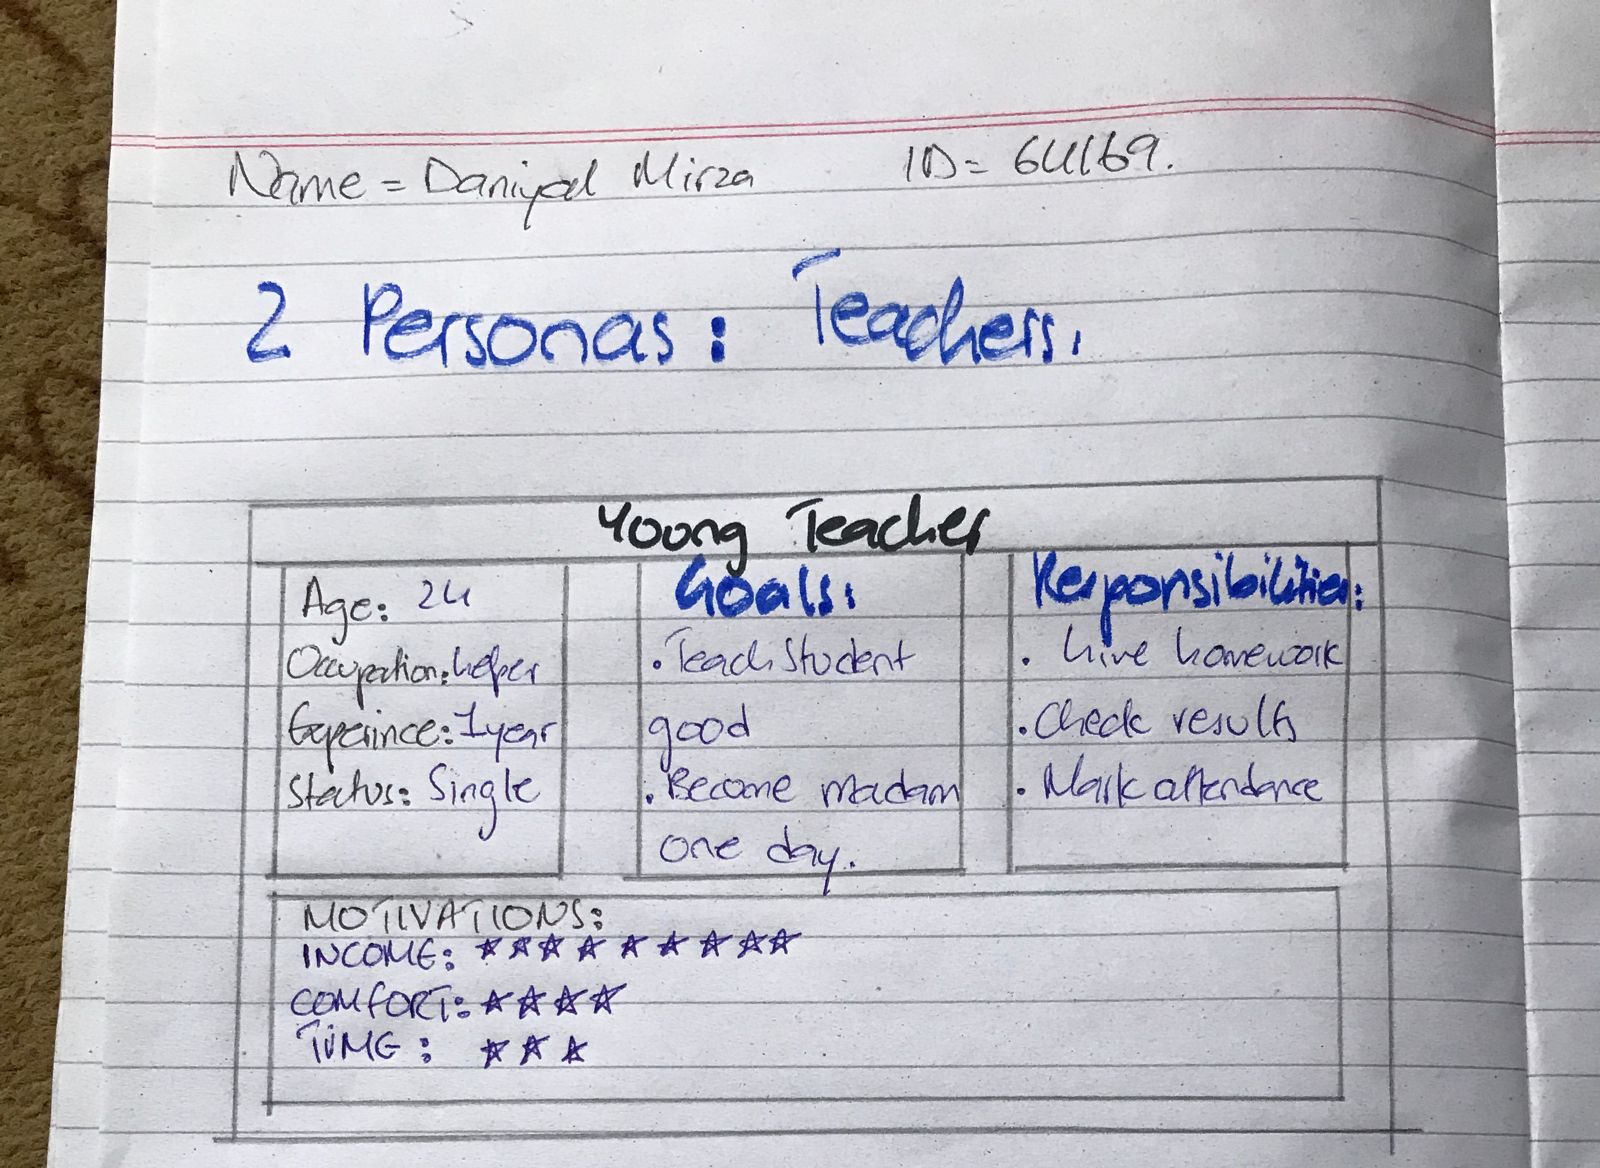 Name = Daniyal Mirza ID = 64169.
2 Personas: Teachers.
Young Teacher
Age: 24
Occupation: helper
Experince: 1 year
Status: Single
Goals:
. Teach Student
good
. Become madam
one day.
Responsibilities:
. Give homework
. Check results
. Mark attendance
MOTIVATIONS:
INCOME: ★★★★★★★★★
COMFORT: ★★★★
TIME: ★★★